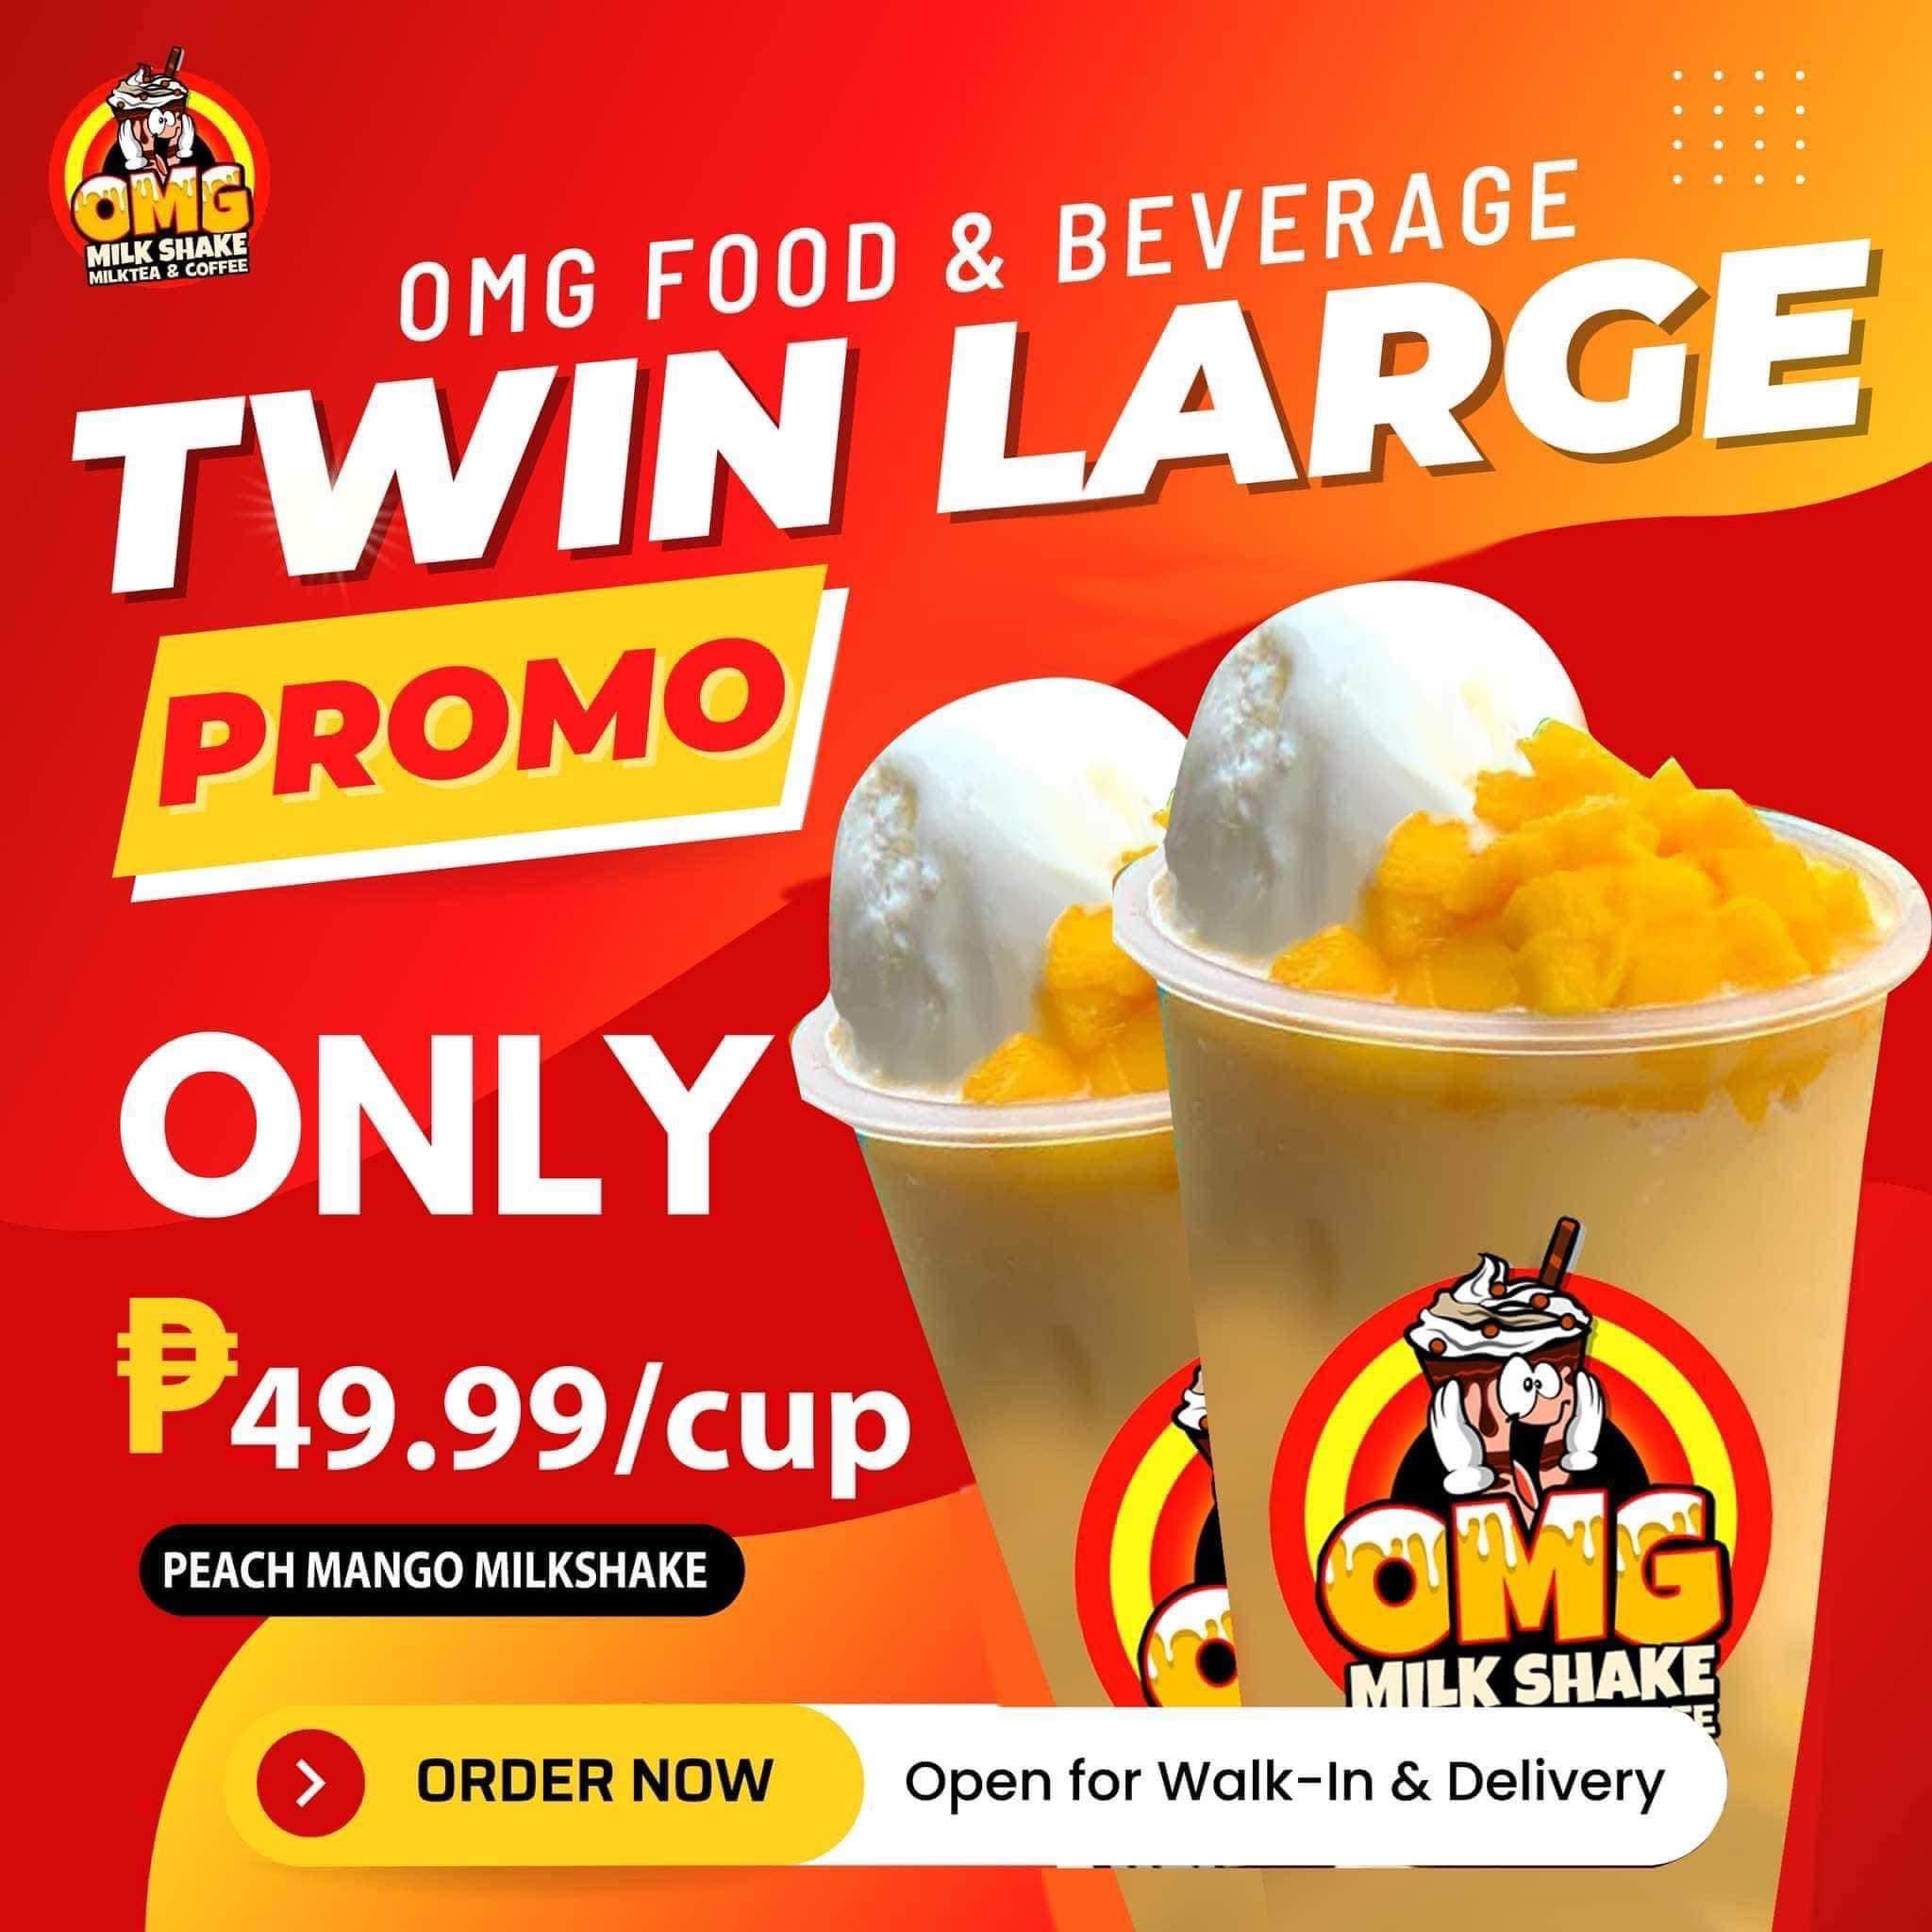 OMG
MILK SHAKE
MILKTEA & COFFEE
OMG FOOD & BEVERAGE
TWIN LARGE
PROMO
ONLY
₱49.99/cup
PEACH MANGO MILKSHAKE
OMG
MILK SHAKE
ORDER NOW
Open for Walk-In & Delivery